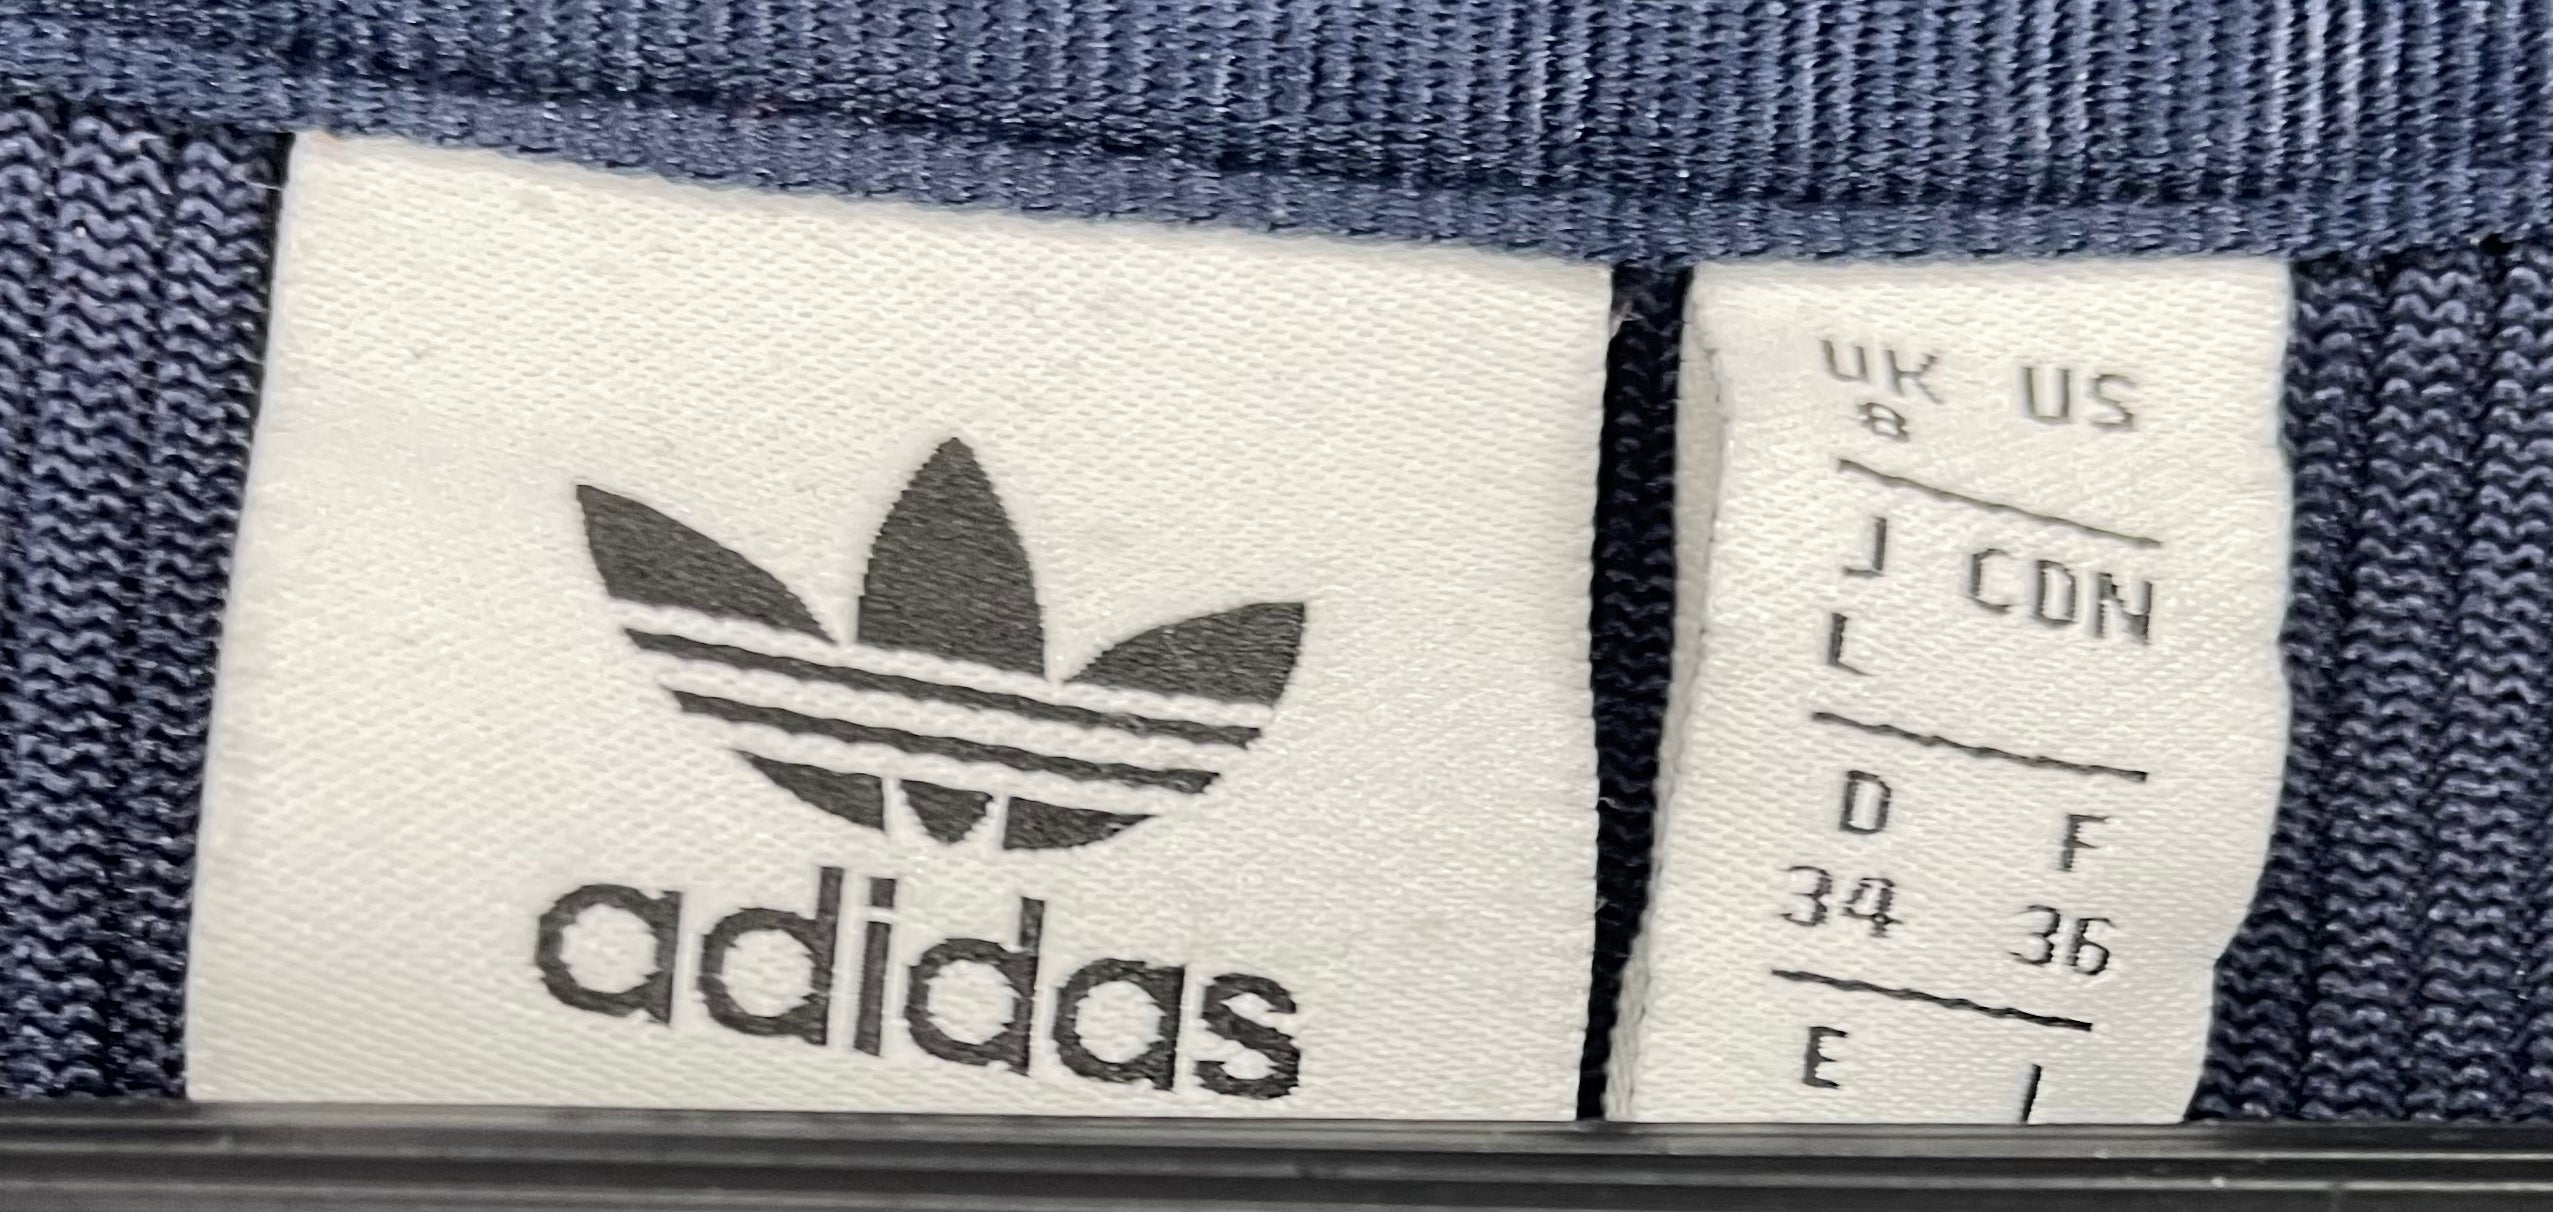 adidas
UK US
8
J CDN
L
D F
34 36
E I